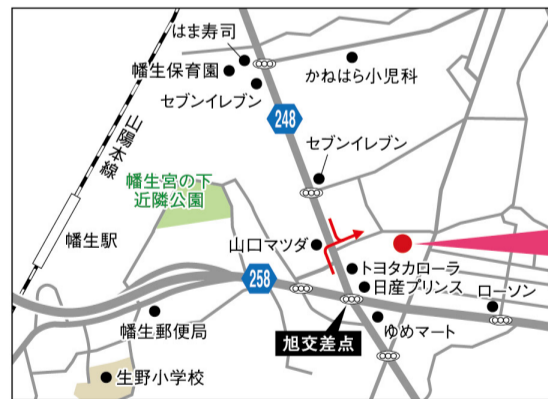 はま寿司
幡生保育園
セブンイレブン
かねはら小児科
248
山陽本線
セブンイレブン
幡生宮の下
近隣公園
幡生駅
山口マツダ
258
トヨタカローラ
日産プリンス
ローソン
幡生郵便局
ゆめマート
旭交差点
生野小学校